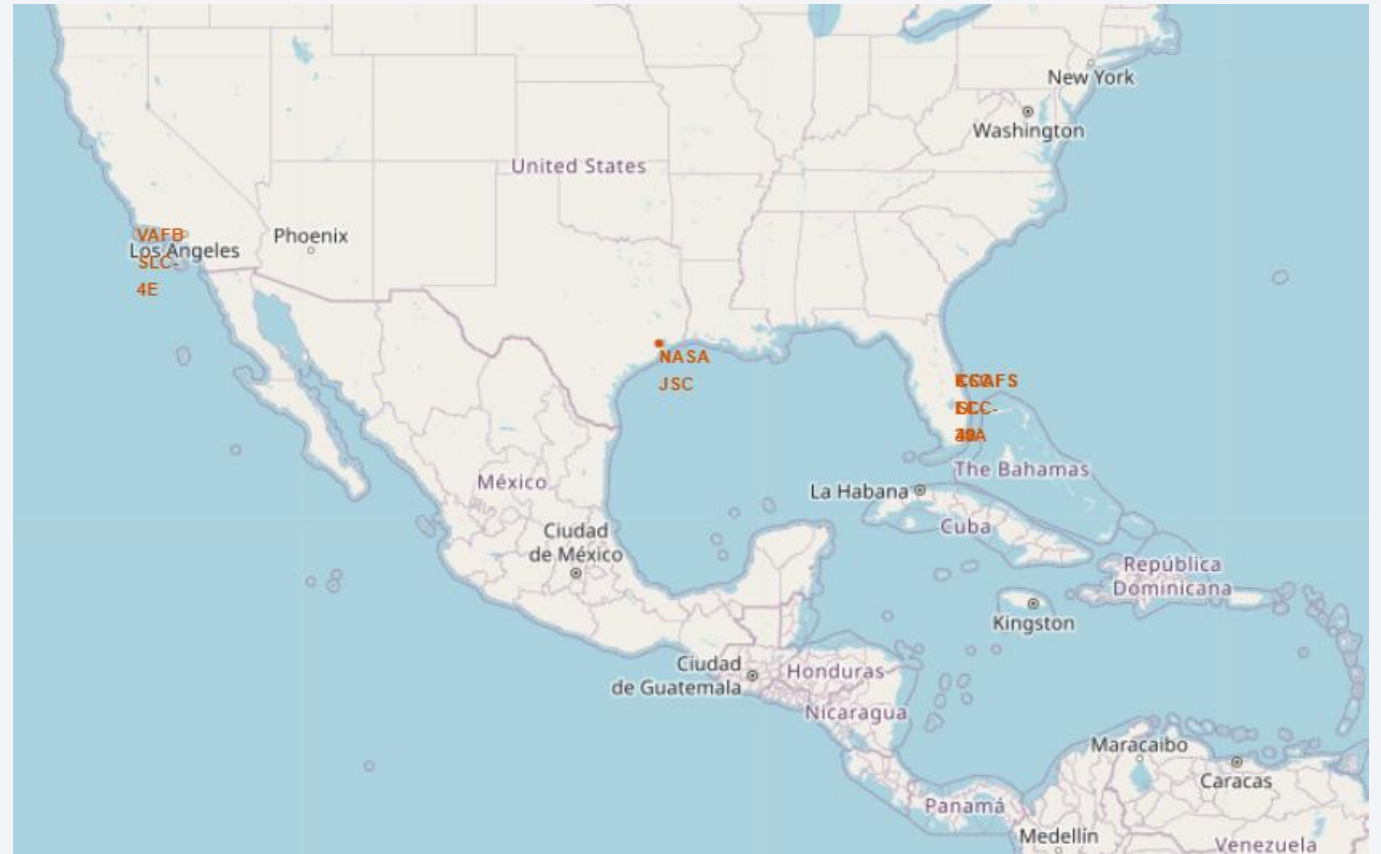 New York
Washington
United States
VAFB
SLC-
4E
Los Angeles
Phoenix
NASA
JSC
The Bahamas
La Habana
Cuba
México
Ciudad
de México
República
Dominicana
Kingston
Ciudad
de Guatemala
Honduras
Nicaragua
Maracaibo
Caracas
Panamá
Medellín
Venezuela